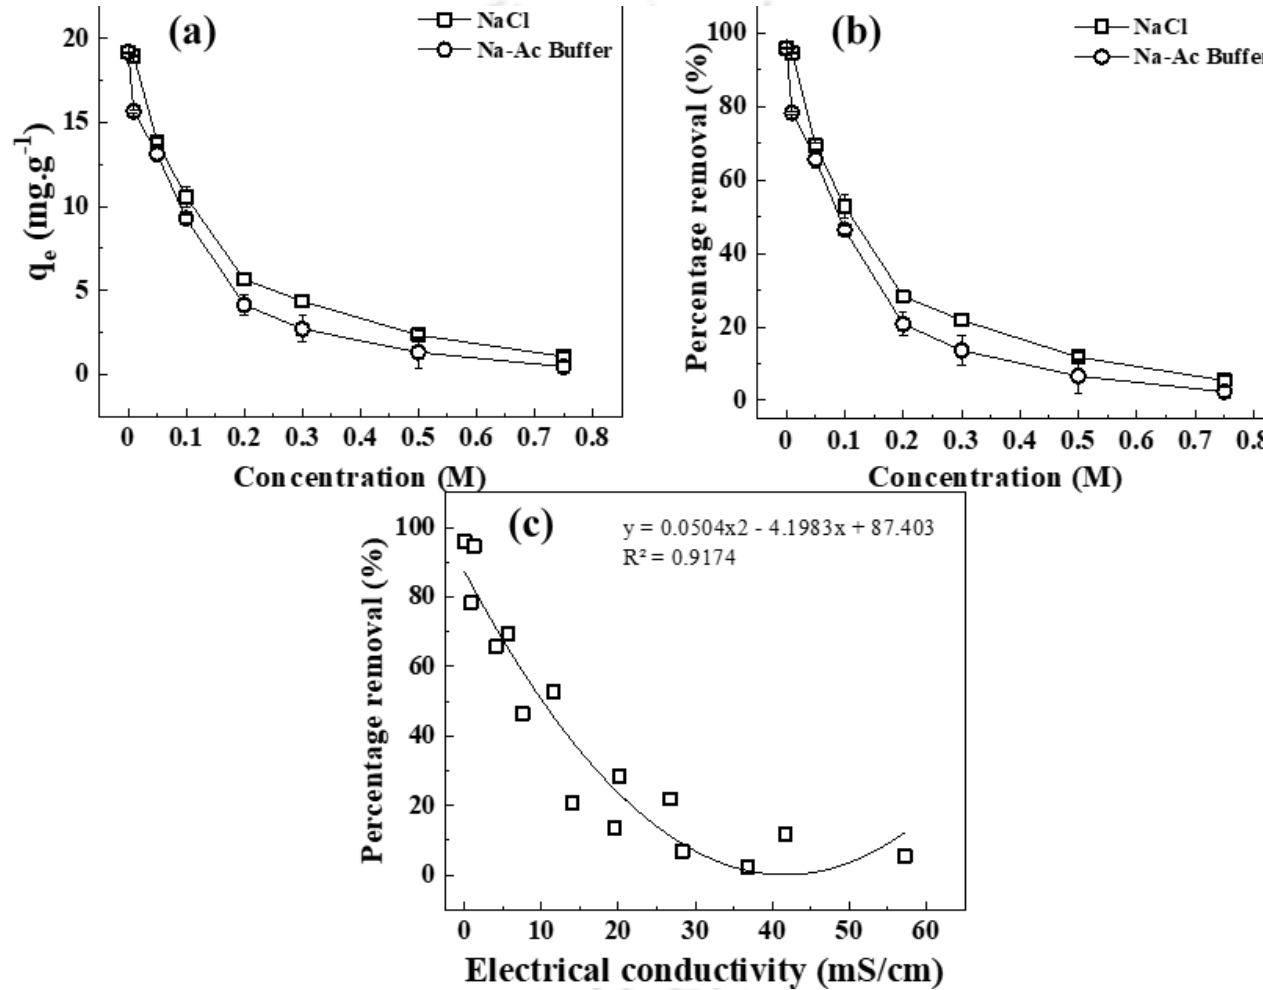 (a)
NaCl
Na-Ac Buffer
20
15
10
5
0
qe (mg.g-1)
0 0.1 0.2 0.3 0.4 0.5 0.6 0.7 0.8
Concentration (M)
(b)
NaCl
Na-Ac Buffer
100
80
60
40
20
0
Percentage removal (%)
0 0.1 0.2 0.3 0.4 0.5 0.6 0.7 0.8
Concentration (M)
(c)
y = 0.0504x2 - 4.1983x + 87.403
R² = 0.9174
100
80
60
40
20
0
Percentage removal (%)
0 10 20 30 40 50 60
Electrical conductivity (mS/cm)